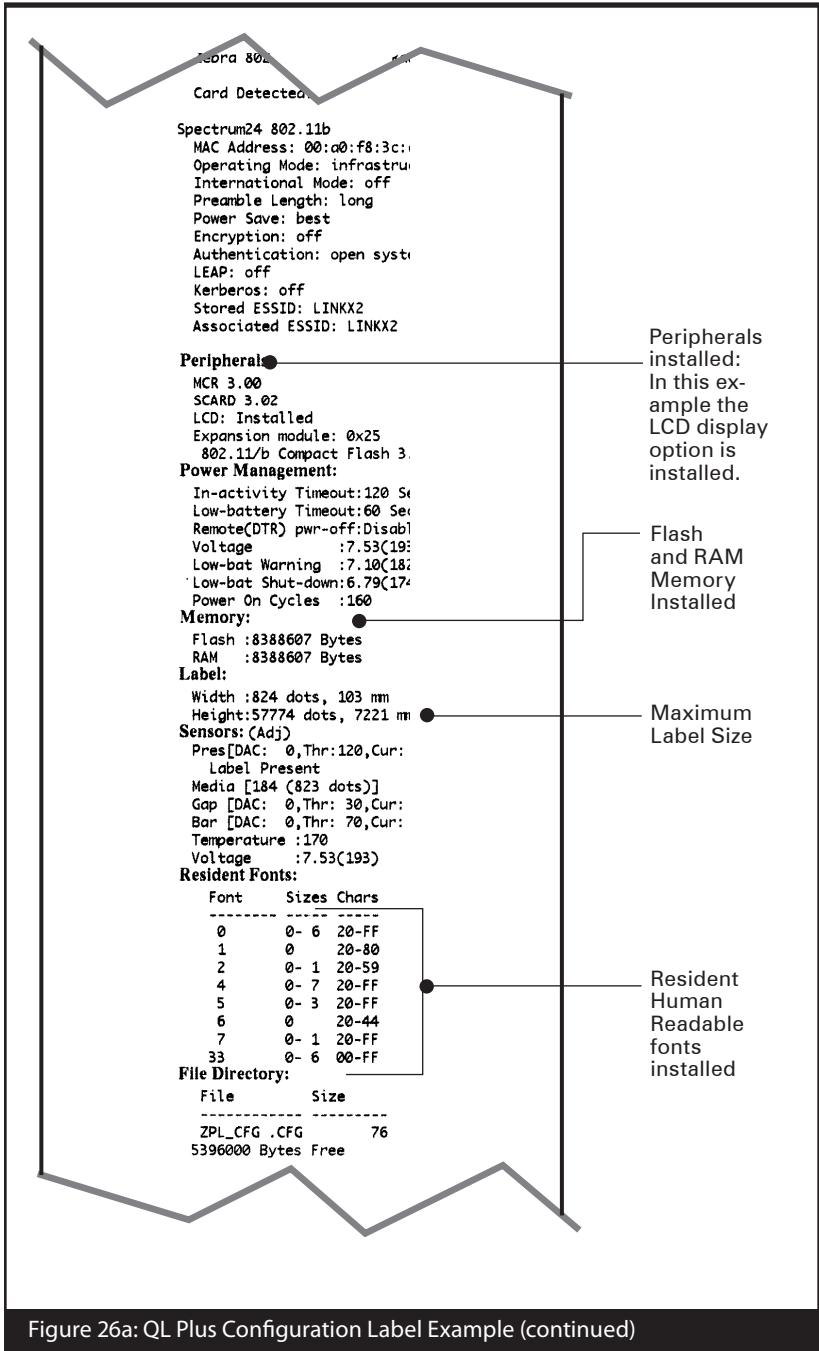 Zebra 802
Card Detected
Spectrum24 802.11b
MAC Address: 00:a0:f8:3c:
Operating Mode: infrastru
International Mode: off
Preamble Length: long
Power Save: best
Encryption: off
Authentication: open syst
LEAP: off
Kerberos: off
Stored ESSID: LINKX2
Associated ESSID: LINKX2
Peripherals
MCR 3.00
SCARD 3.02
LCD: Installed
Expansion module: 0x25
802.11/b Compact Flash 3.
Power Management:
In-activity Timeout:120 Se
Low-battery Timeout:60 Sec
Remote(DTR) pwr-off:Disabl
Voltage :7.53(193
Low-bat Warning :7.10(182
Low-bat Shut-down:6.79(174
Power On Cycles :160
Memory:
Flash :8388607 Bytes
RAM :8388607 Bytes
Label:
Width :824 dots, 103 mm
Height:57774 dots, 7221 mm
Sensors: (Adj)
Pres[DAC: 0,Thr:120,Cur:
Label Present
Media [184 (823 dots)]
Gap [DAC: 0,Thr: 30,Cur:
Bar [DAC: 0,Thr: 70,Cur:
Temperature :170
Voltage :7.53(193)
Resident Fonts:
Font Sizes Chars
-------- ----- -----
0 0- 6 20-FF
1 0 20-80
2 0- 1 20-59
4 0- 7 20-FF
5 0- 3 20-FF
6 0 20-44
7 0- 1 20-FF
33 0- 6 00-FF
File Directory:
File Size
------------- ---------
ZPL_CFG .CFG 76
5396000 Bytes Free
Peripherals
installed:
In this ex-
ample the
LCD display
option is
installed.
Flash
and RAM
Memory
Installed
Maximum
Label Size
Resident
Human
Readable
fonts
installed
Figure 26a: QL Plus Configuration Label Example (continued)